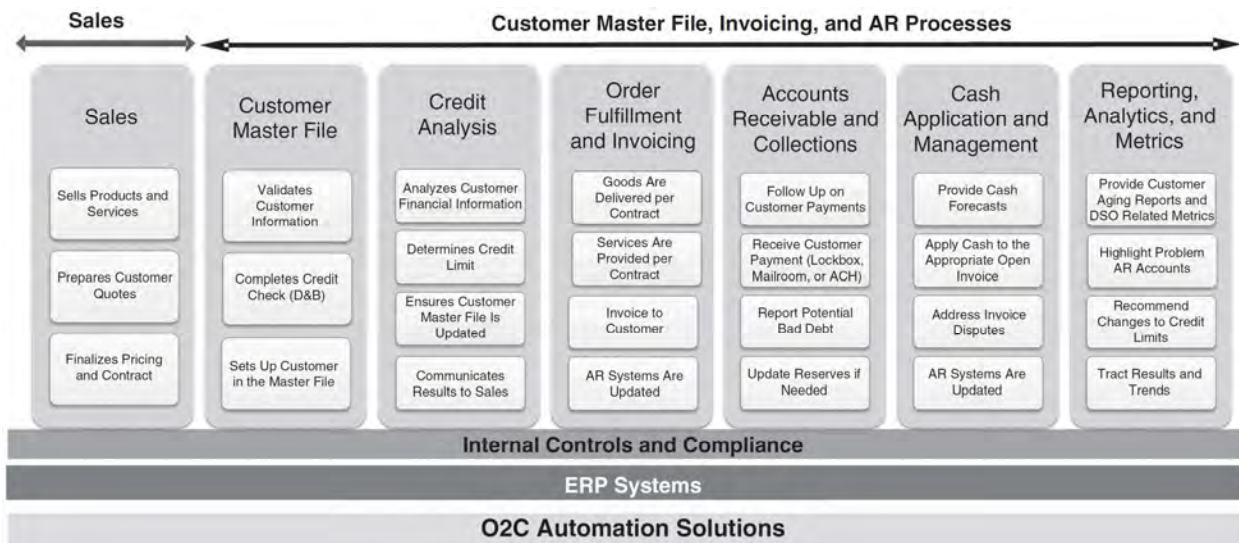 Sales
Customer Master File, Invoicing, and AR Processes
Sales
Sells Products and
Services
Prepares Customer
Quotes
Finalizes Pricing
and Contract
Customer
Master File
Validates
Customer
Information
Completes Credit
Check (D&B)
Sets Up Customer
in the Master File
Credit
Analysis
Analyzes Customer
Financial Information
Determines Credit
Limit
Ensures Customer
Master File Is
Updated
Communicates
Results to Sales
Order
Fulfillment
and Invoicing
Goods Are
Delivered per
Contract
Services Are
Provided per
Contract
Invoice to
Customer
AR Systems Are
Updated
Accounts
Receivable and
Collections
Follow Up on
Customer Payments
Receive Customer
Payment (Lockbox,
Mailroom, or ACH)
Report Potential
Bad Debt
Update Reserves if
Needed
Cash
Application and
Management
Provide Cash
Forecasts
Apply Cash to the
Appropriate Open
Invoice
Address Invoice
Disputes
AR Systems Are
Updated
Reporting,
Analytics, and
Metrics
Provide Customer
Aging Reports and
DSO Related Metrics
Highlight Problem
AR Accounts
Recommend
Changes to Credit
Limits
Tract Results and
Trends
Internal Controls and Compliance
ERP Systems
O2C Automation Solutions